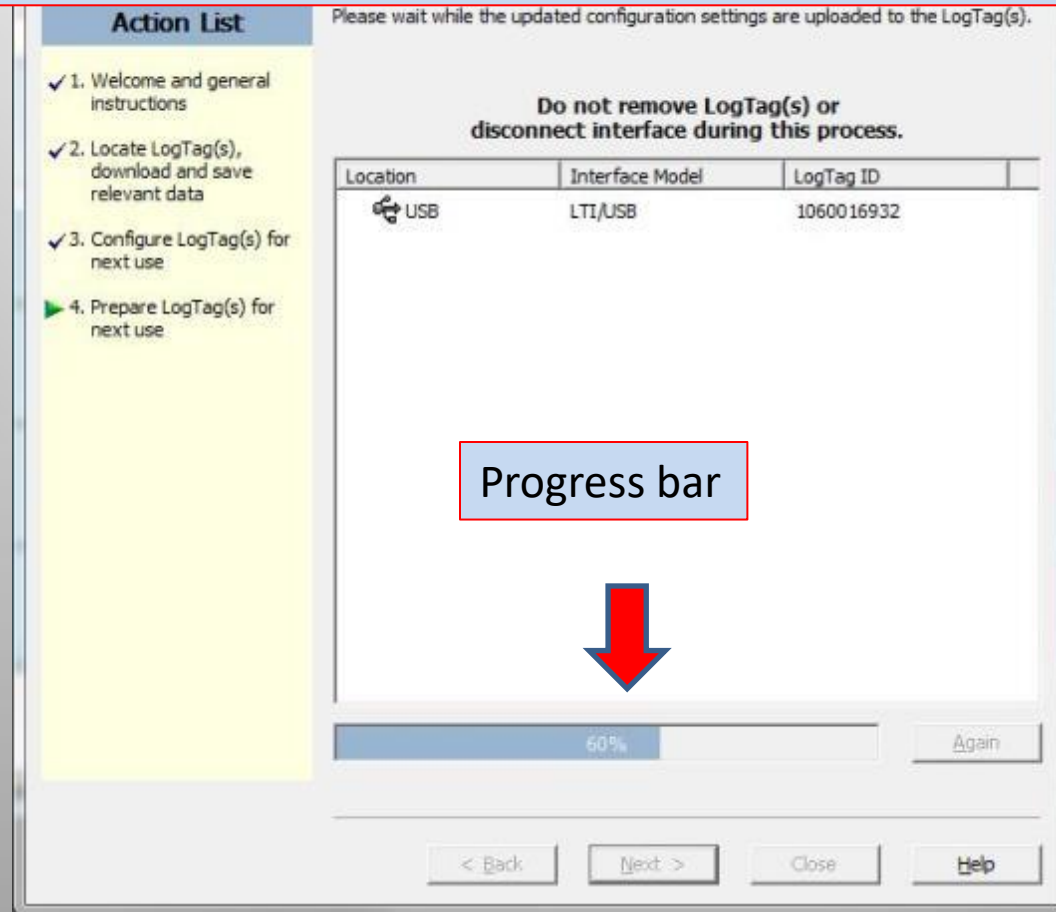 Action List
✓ 1. Welcome and general
instructions
✓ 2. Locate LogTag(s),
download and save
relevant data
✓ 3. Configure LogTag(s) for
next use
4. Prepare LogTag(s) for
next use
Please wait while the updated configuration settings are uploaded to the LogTag(s).
Do not remove LogTag(s) or
disconnect interface during this process.
Location Interface Model LogTag ID
USB LTI/USB 1060016932
Progress bar
60%
Again
< Back Next > Close Help